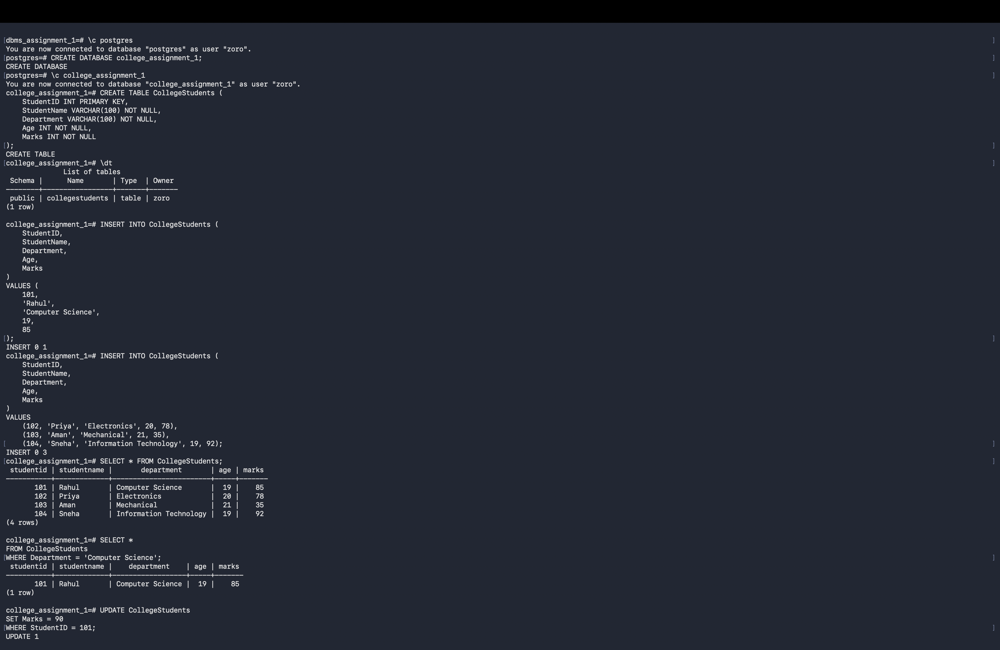 [dbms_assignment_1=# \c postgres ]
You are now connected to database "postgres" as user "zoro".
[postgres=# CREATE DATABASE college_assignment_1; ]
CREATE DATABASE
[postgres=# \c college_assignment_1 ]
You are now connected to database "college_assignment_1" as user "zoro".
college_assignment_1=# CREATE TABLE CollegeStudents (
    StudentID INT PRIMARY KEY,
    StudentName VARCHAR(100) NOT NULL,
    Department VARCHAR(100) NOT NULL,
    Age INT NOT NULL,
    Marks INT NOT NULL
[); ]
CREATE TABLE
[college_assignment_1=# \dt ]
              List of tables
 Schema |      Name       | Type  | Owner
--------+-----------------+-------+-------
 public | collegestudents | table | zoro
(1 row)

college_assignment_1=# INSERT INTO CollegeStudents (
    StudentID,
    StudentName,
    Department,
    Age,
    Marks
)
VALUES (
    101,
    'Rahul',
    'Computer Science',
    19,
    85
[); ]
INSERT 0 1
college_assignment_1=# INSERT INTO CollegeStudents (
    StudentID,
    StudentName,
    Department,
    Age,
    Marks
)
VALUES
    (102, 'Priya', 'Electronics', 20, 78),
    (103, 'Aman', 'Mechanical', 21, 35),
[    (104, 'Sneha', 'Information Technology', 19, 92); ]
INSERT 0 3
[college_assignment_1=# SELECT * FROM CollegeStudents; ]
 studentid | studentname |       department       | age | marks
-----------+-------------+------------------------+-----+-------
       101 | Rahul       | Computer Science       |  19 |    85
       102 | Priya       | Electronics            |  20 |    78
       103 | Aman        | Mechanical             |  21 |    35
       104 | Sneha       | Information Technology |  19 |    92
(4 rows)

college_assignment_1=# SELECT *
FROM CollegeStudents
[WHERE Department = 'Computer Science'; ]
 studentid | studentname |    department    | age | marks
-----------+-------------+------------------+-----+-------
       101 | Rahul       | Computer Science |  19 |    85
(1 row)

college_assignment_1=# UPDATE CollegeStudents
SET Marks = 90
[WHERE StudentID = 101; ]
UPDATE 1